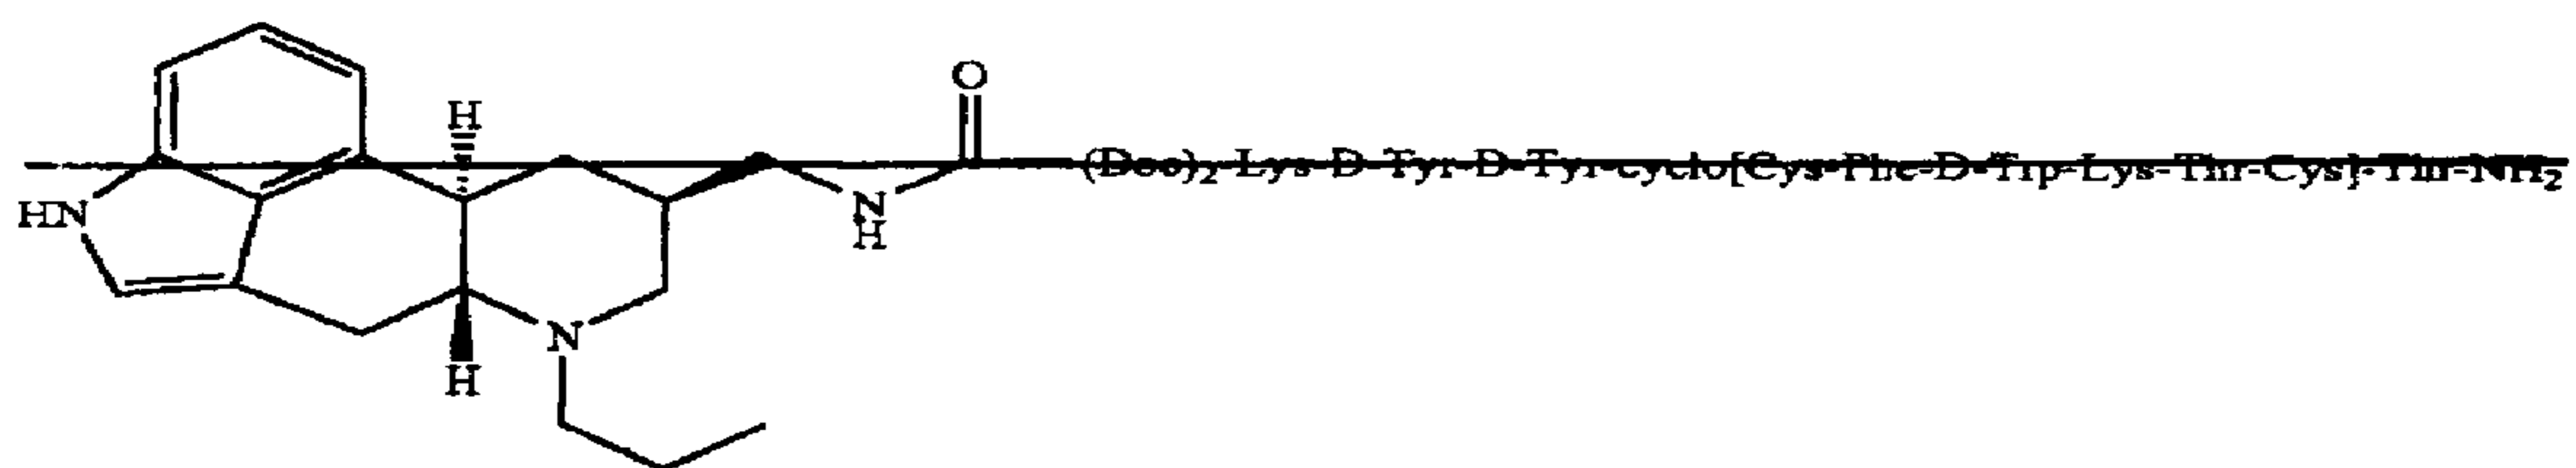 O
H
(Doc)2-Lys-D-Tyr-D-Tyr-cyclo[Cys-Phe-D-Trp-Lys-Thr-Cys]-Thr-NH2
HN
N
H
N
H